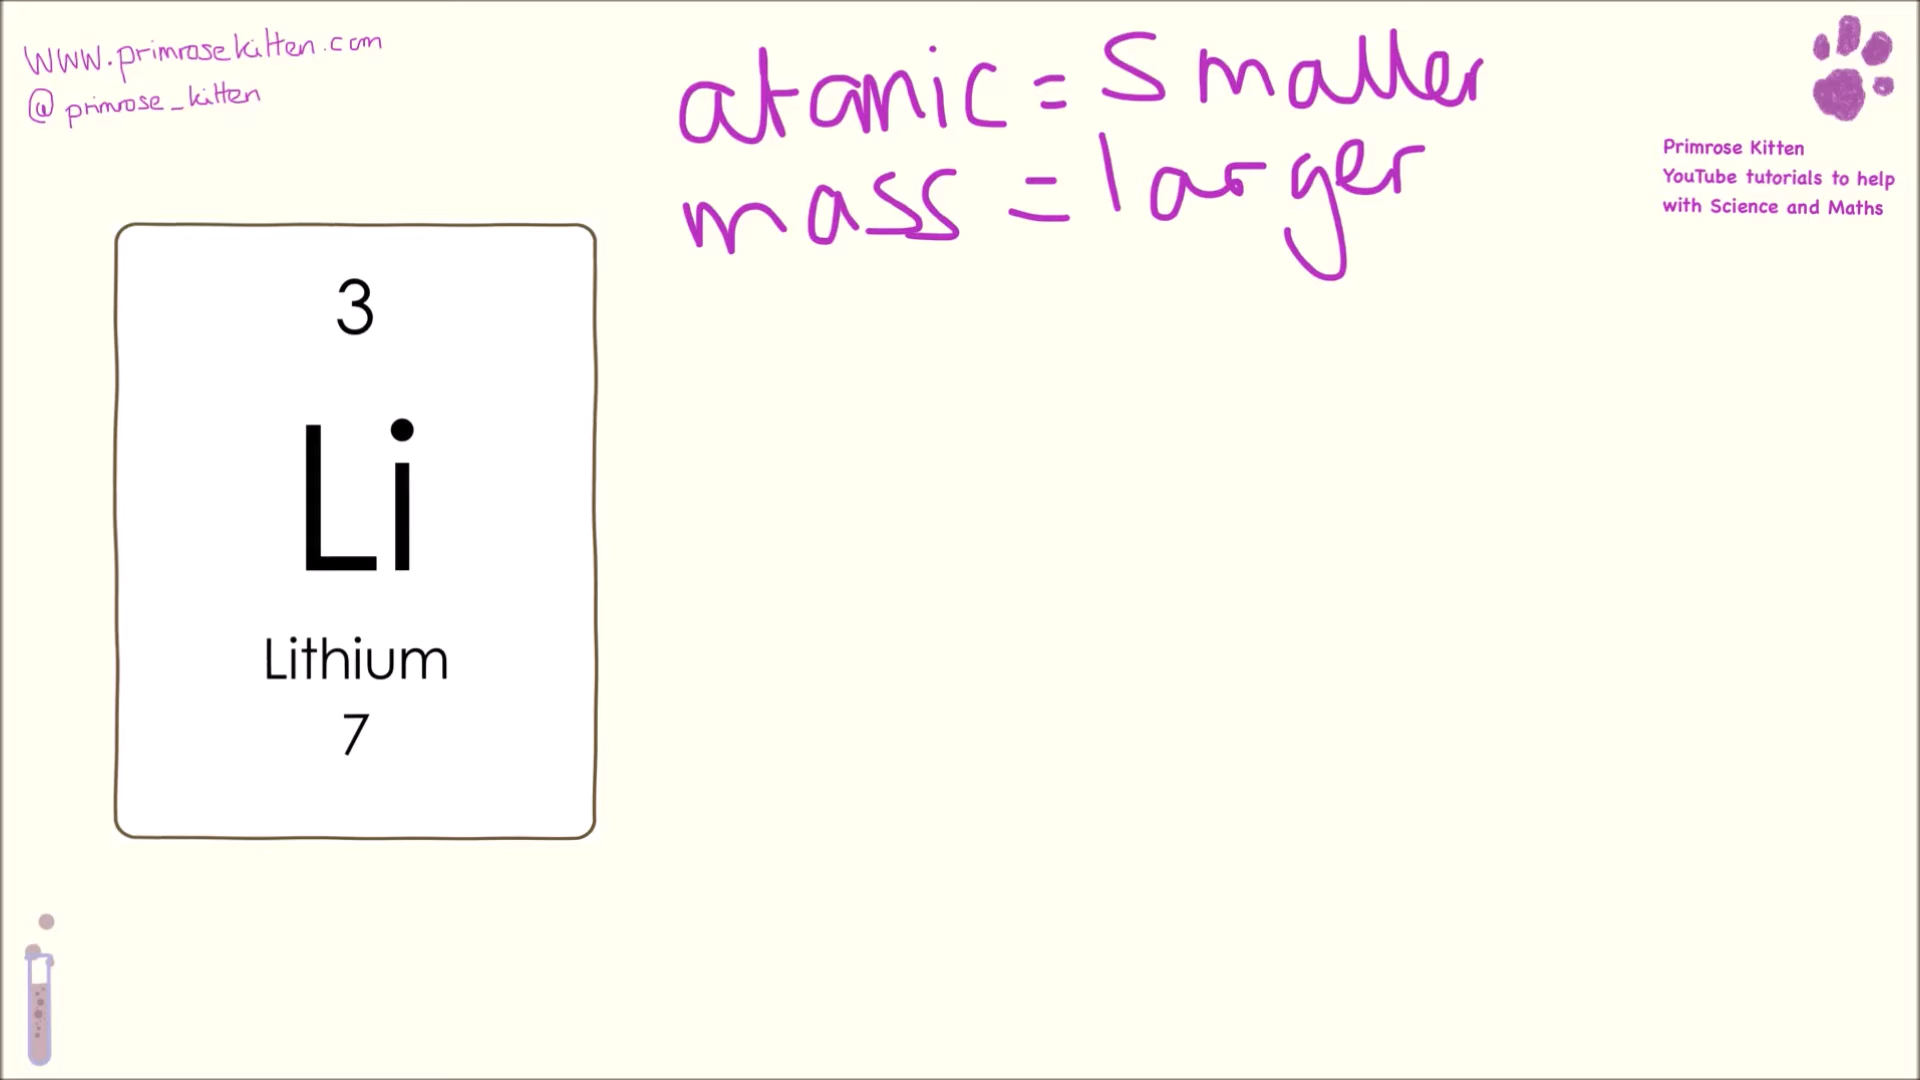 www.primrosekitten.com
@primrose_kitten
atomic = smaller
mass = larger
Primrose Kitten
YouTube tutorials to help
with Science and Maths
3
Li
Lithium
7